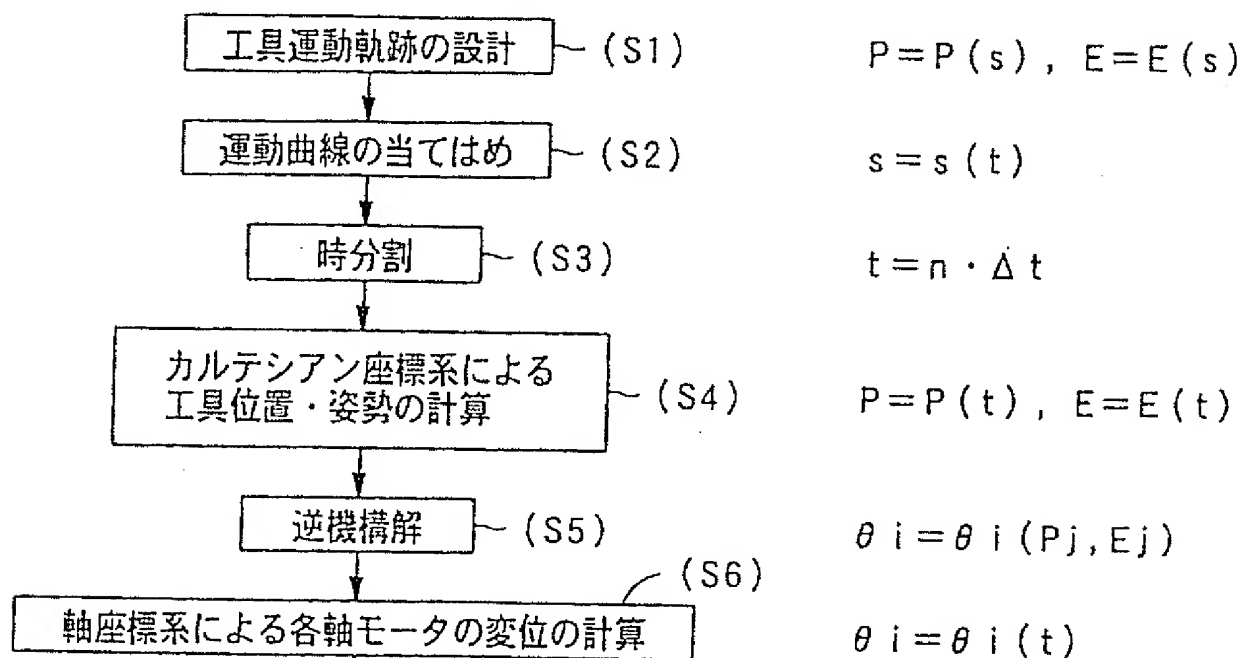 工具運動軌跡の設計 (S1) P=P(s), E=E(s)
運動曲線の当てはめ (S2) s=s(t)
時分割 (S3) t=n・Δt
カルテシアン座標系による
工具位置・姿勢の計算 (S4) P=P(t), E=E(t)
逆機構解 (S5) θi=θi(Pj,Ej)
(S6)
軸座標系による各軸モータの変位の計算 θi=θi(t)